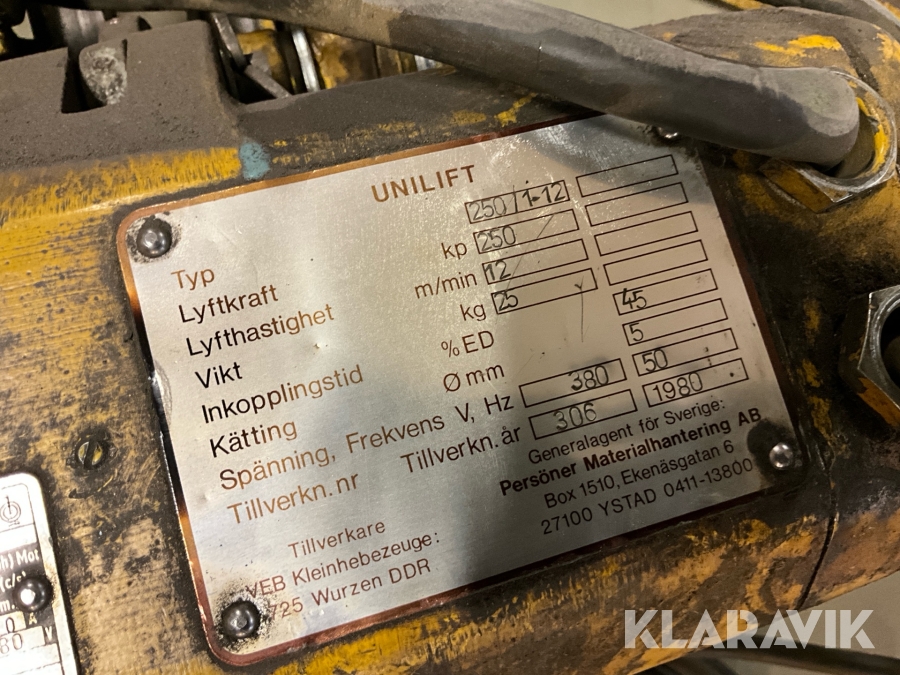 UNILIFT
Typ 250/1-12
Lyftkraft kp 250
Lyfthastighet m/min 12
Vikt kg 25
Inkopplingstid %ED 45
Kätting Ø mm 5
Spänning, Frekvens V, Hz 380 50
Tillverkn.nr 306 Tillverkn.år 1980
Generalagent för Sverige:
Persöner Materialhantering AB
Box 1510, Ekenäsgatan 6
27100 YSTAD 0411-13800
Tillverkare
VEB Kleinhebezeuge:
725 Wurzen DDR
h) Mot
A
80
KLARAVIK